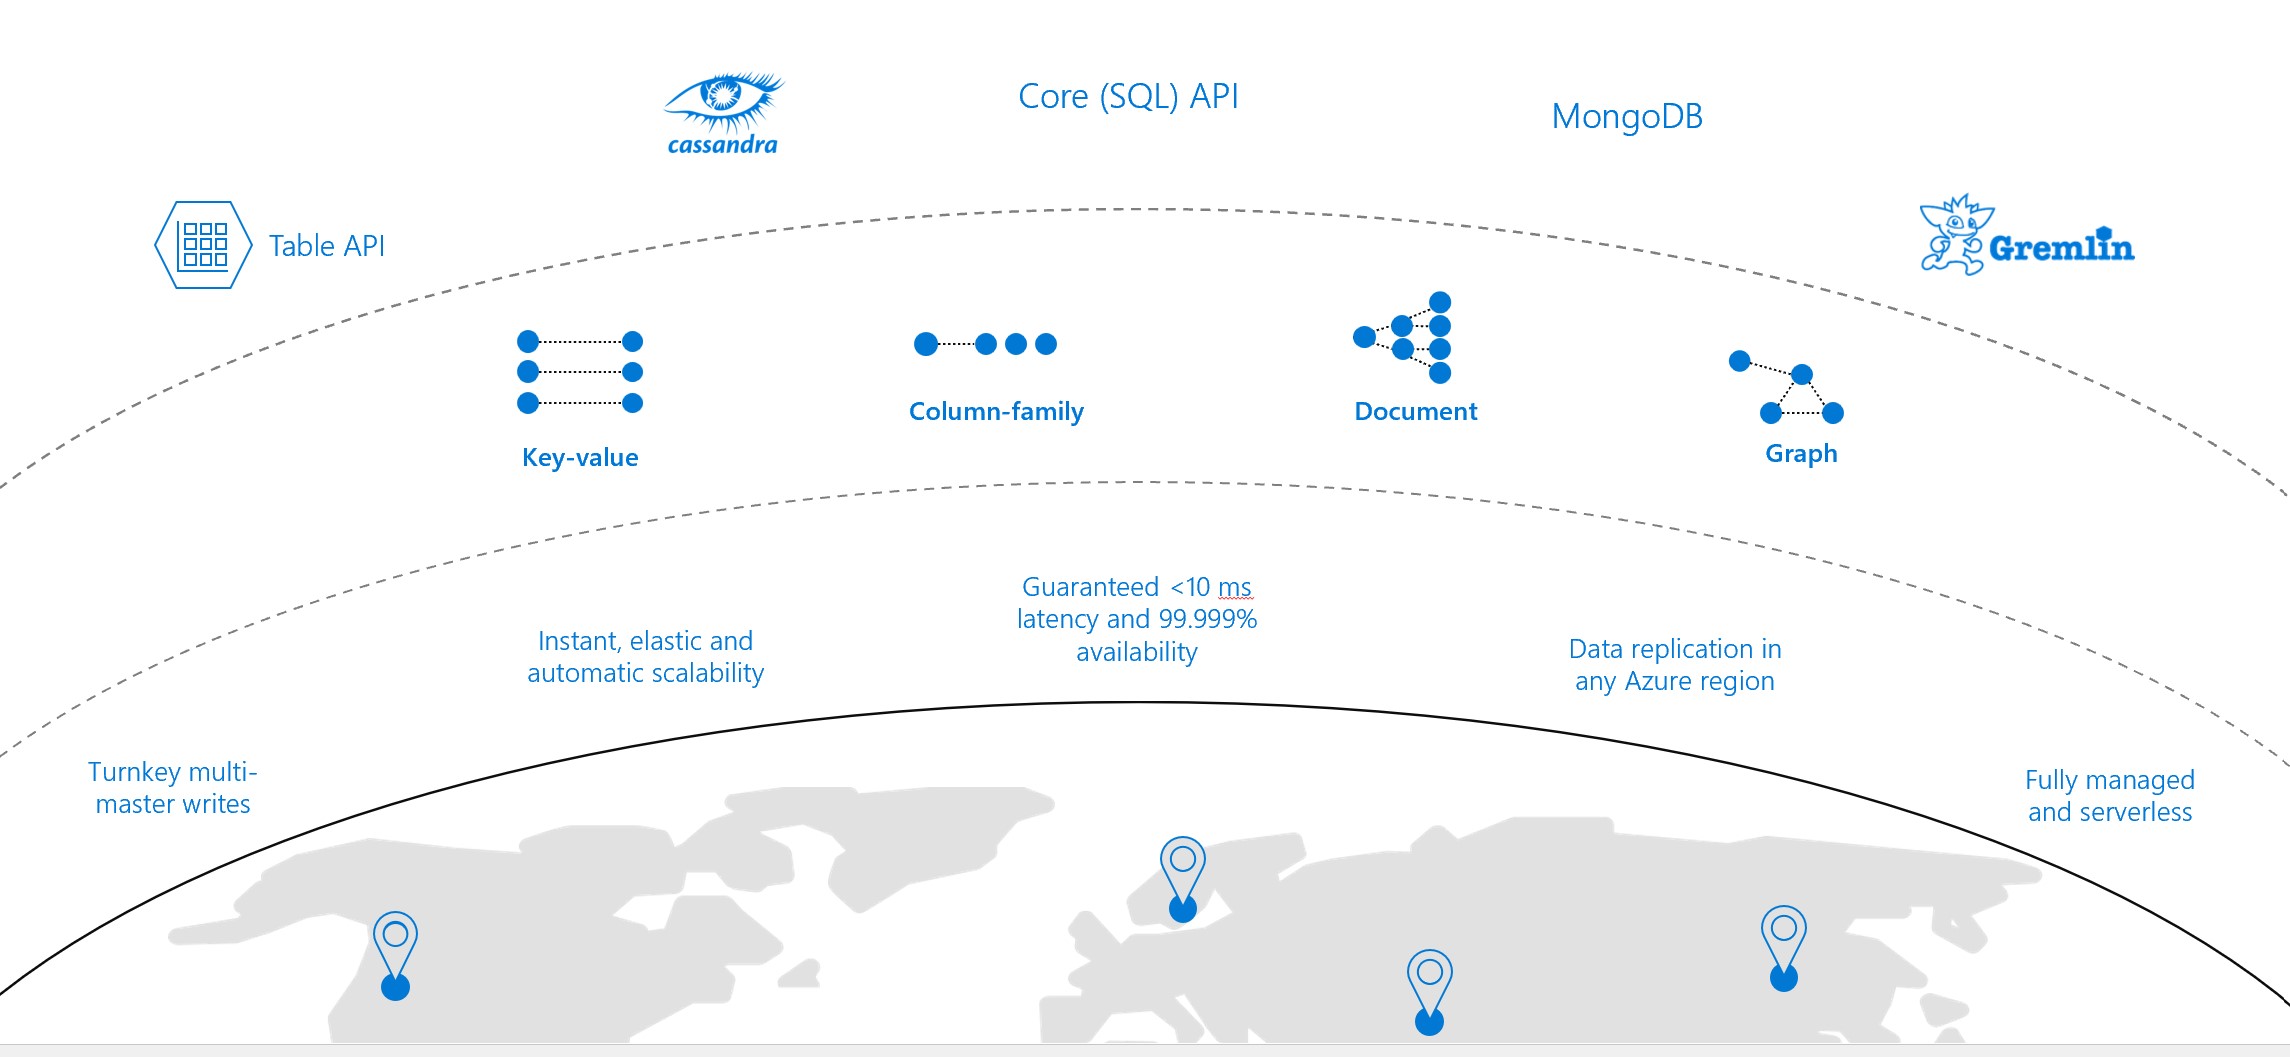 cassandra
Core (SQL) API
MongoDB
Table API
Gremlin
Key-value
Column-family
Document
Graph
Turnkey multi-
master writes
Instant, elastic and
automatic scalability
Guaranteed <10 ms
latency and 99.999%
availability
Data replication in
any Azure region
Fully managed
and serverless